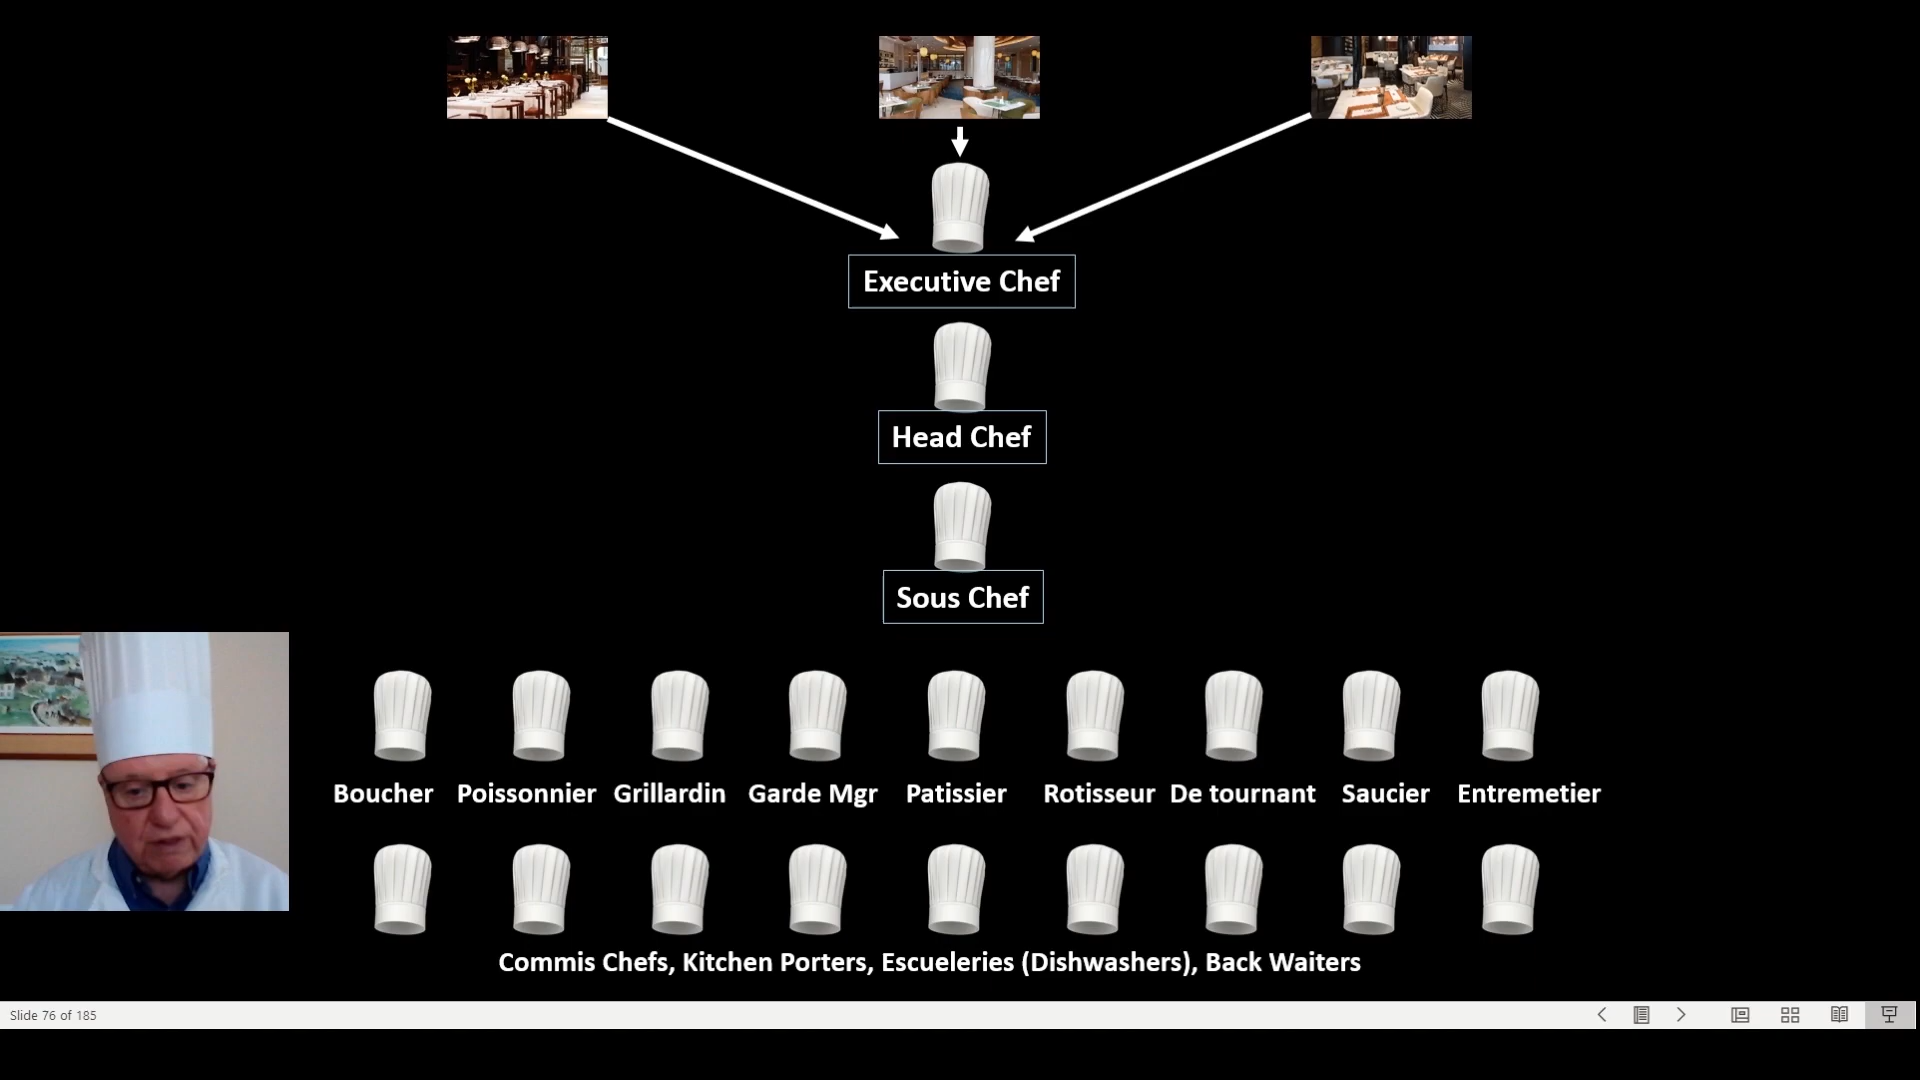 Executive Chef
Head Chef
Sous Chef
Boucher Poissonnier Grillardin Garde Mgr Patissier Rotisseur De tournant Saucier Entremetier
Commis Chefs, Kitchen Porters, Escueleries (Dishwashers), Back Waiters
Slide 76 of 185